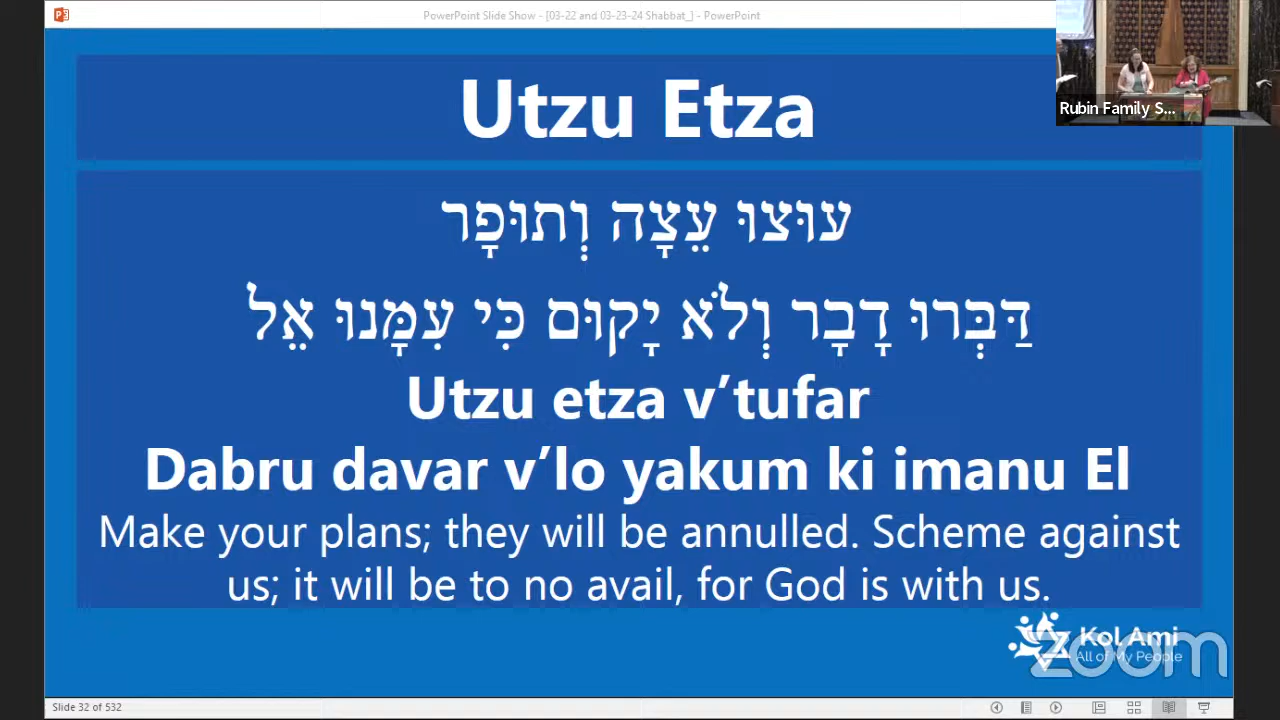 PowerPoint Slide Show - [03-22 and 03-23-24 Shabbat_] - PowerPoint
Rubin Family S...
Utzu Etza
עוּצוּ עֵצָה וְתוּפָר
דַּבְּרוּ דָבָר וְלֹא יָקוּם כִּי עִמָּנוּ אֵל
Utzu etza v’tufar
Dabru davar v’lo yakum ki imanu El
Make your plans; they will be annulled. Scheme against
us; it will be to no avail, for God is with us.
Kol Ami
All of My People
zoom
Slide 32 of 532